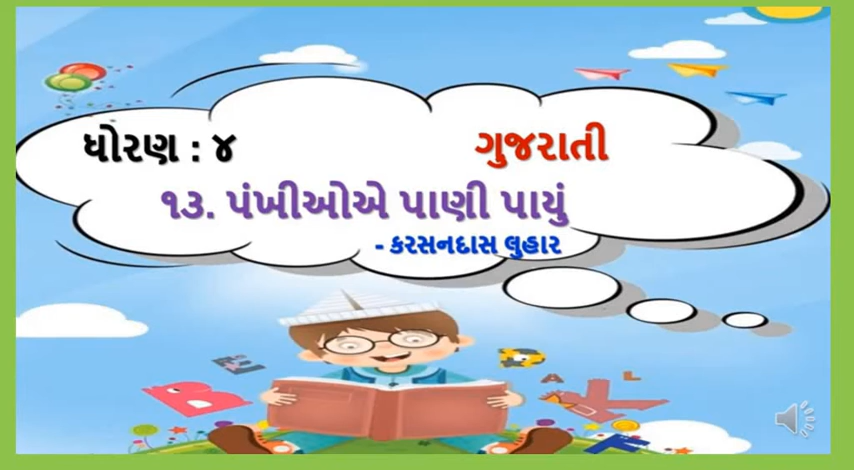 ધોરણ : ૪ ગુજરાતી
૧૩. પંખીઓએ પાણી પાયું
- કરસનદાસ લુહાર
B E A L K F